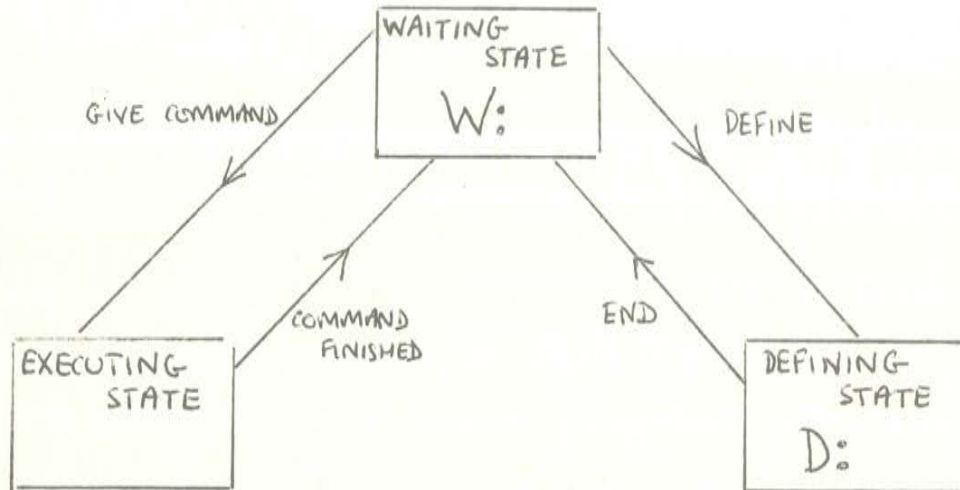 WAITING
STATE
W:
GIVE COMMAND
DEFINE
COMMAND
FINISHED
END
EXECUTING
STATE
DEFINING
STATE
D: